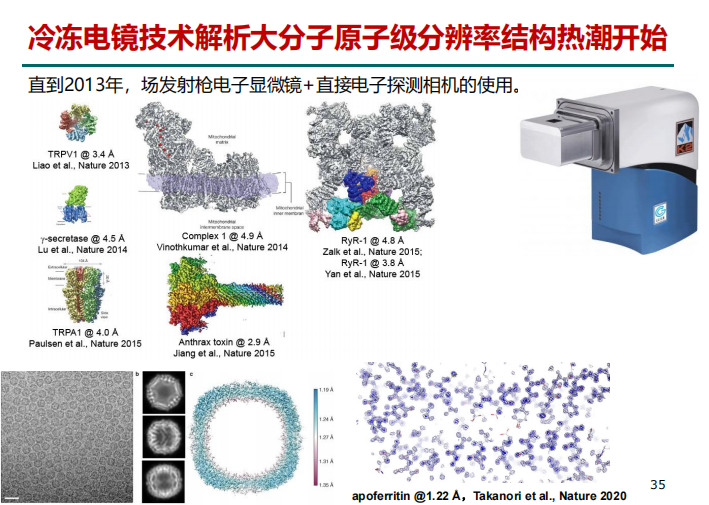 冷冻电镜技术解析大分子原子级分辨率结构热潮开始
直到2013年，场发射枪电子显微镜+直接电子探测相机的使用。
TRPV1 @ 3.4 Å
Liao et al., Nature 2013
γ-secretase @ 4.5 Å
Lu et al., Nature 2014
Extracellular
Membrane
Intracellular
TRPA1 @ 4.0 Å
Paulsen et al., Nature 2015
Mitochondrial
matrix
Mitochondrial
inner membrane
Mitochondrial
intermembrane space
Complex 1 @ 4.9 Å
Vinothkumar et al., Nature 2014
Anthrax toxin @ 2.9 Å
Jiang et al., Nature 2015
RyR-1 @ 4.8 Å
Zalk et al., Nature 2015;
RyR-1 @ 3.8 Å
Yan et al., Nature 2015
b
c
1.19 Å
1.24 Å
1.27 Å
1.31 Å
1.35 Å
apoferritin @1.22 Å，Takanori et al., Nature 2020
35